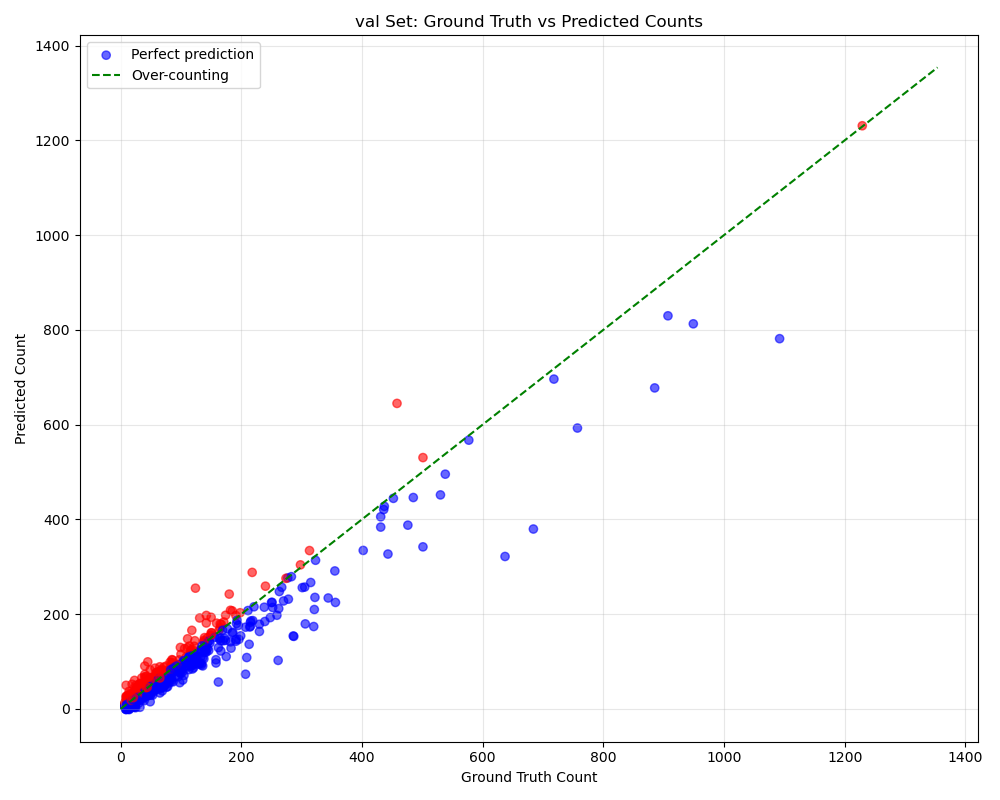 val Set: Ground Truth vs Predicted Counts
Perfect prediction
Over-counting
1400
1200
1000
800
600
400
200
0
Predicted Count
0 200 400 600 800 1000 1200 1400
Ground Truth Count